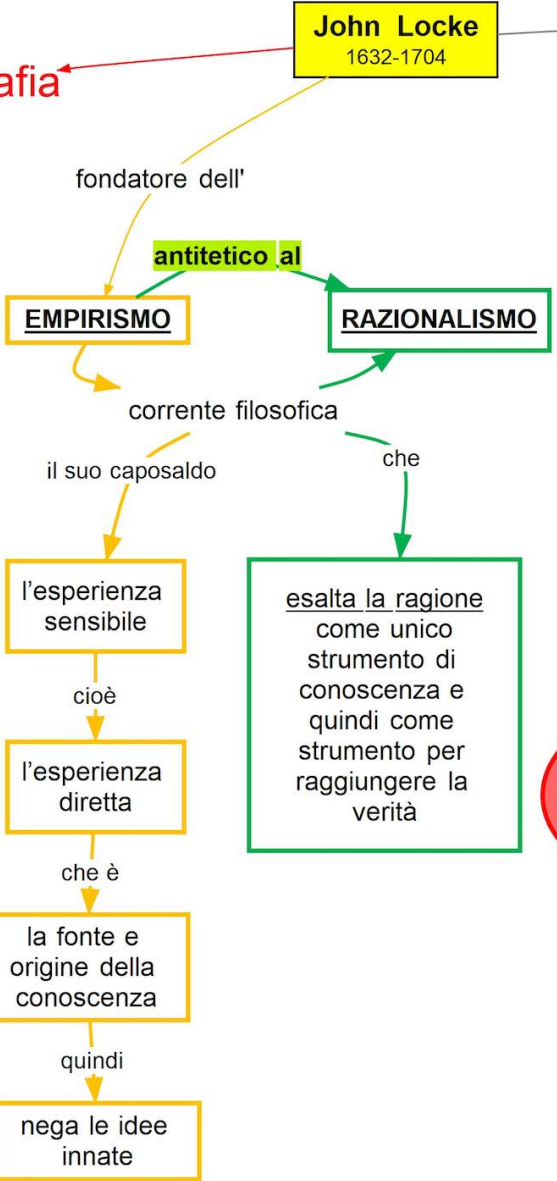 John Locke
1632-1704
afia
fondatore dell'
antitetico al
EMPIRISMO
RAZIONALISMO
corrente filosofica
il suo caposaldo
che
l'esperienza
sensibile
esalta la ragione
come unico
strumento di
conoscenza e
quindi come
strumento per
raggiungere la
verità
cioè
l'esperienza
diretta
che è
la fonte e
origine della
conoscenza
quindi
nega le idee
innate